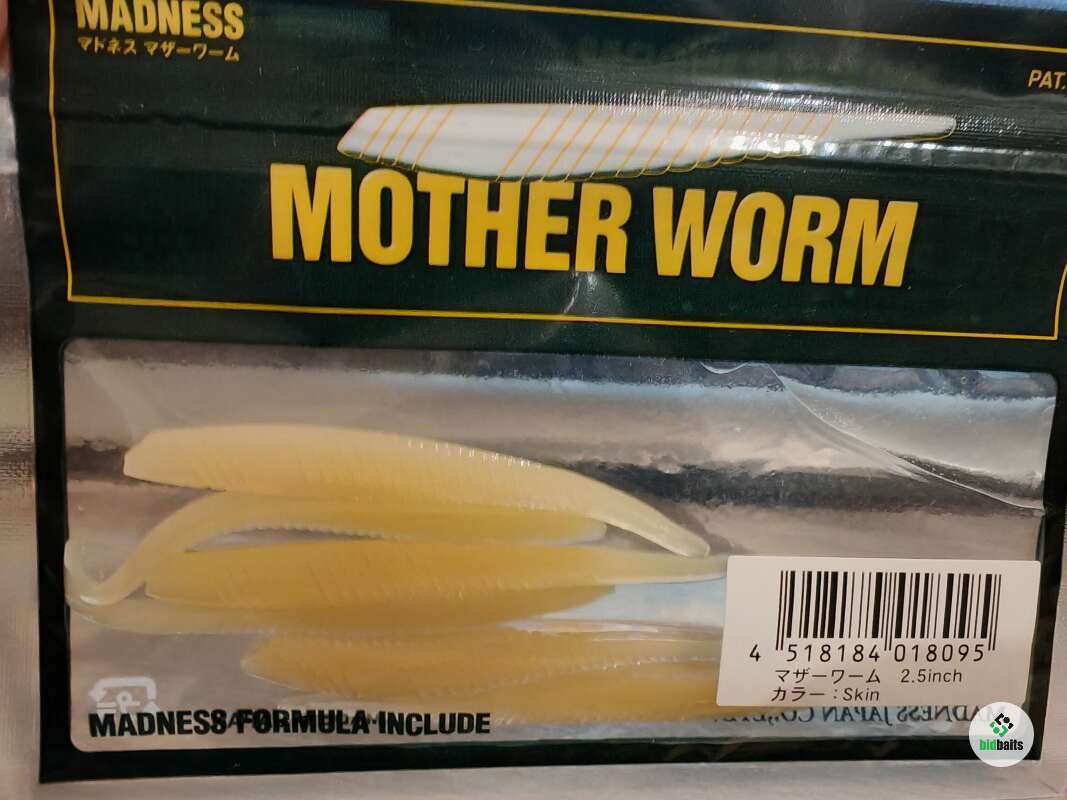 MADNESS
マドネス マザーワーム
PAT.
MOTHER WORM
4 518184 018095
マザーワーム 2.5inch
カラー：Skin
MADNESS FORMULA INCLUDE
MADNESS JAPAN CO.,LTD.
bidbaits